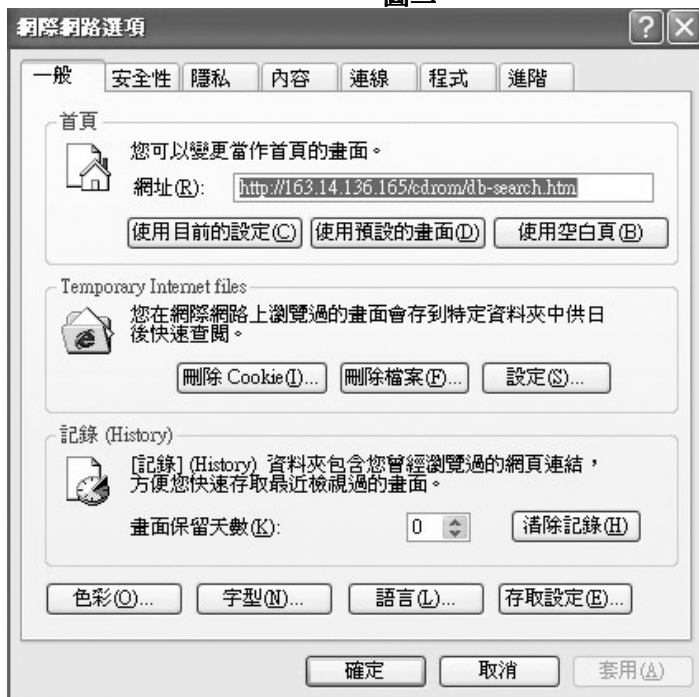 網際網路選項
一般 安全性 隱私 內容 連線 程式 進階
首頁
您可以變更當作首頁的畫面。
網址(R): http://163.14.136.165/cdrom/db-search.htm
使用目前的設定(C) 使用預設的畫面(D) 使用空白頁(B)
Temporary Internet files
您在網際網路上瀏覽過的畫面會存到特定資料夾中供日
後快速查閱。
刪除 Cookie(I)... 刪除檔案(F)... 設定(S)...
記錄 (History)
[記錄] (History) 資料夾包含您曾經瀏覽過的網頁連結，
方便您快速存取最近檢視過的畫面。
畫面保留天數(K): 0 清除記錄(H)
色彩(O)... 字型(N)... 語言(L)... 存取設定(E)...
確定 取消 套用(A)